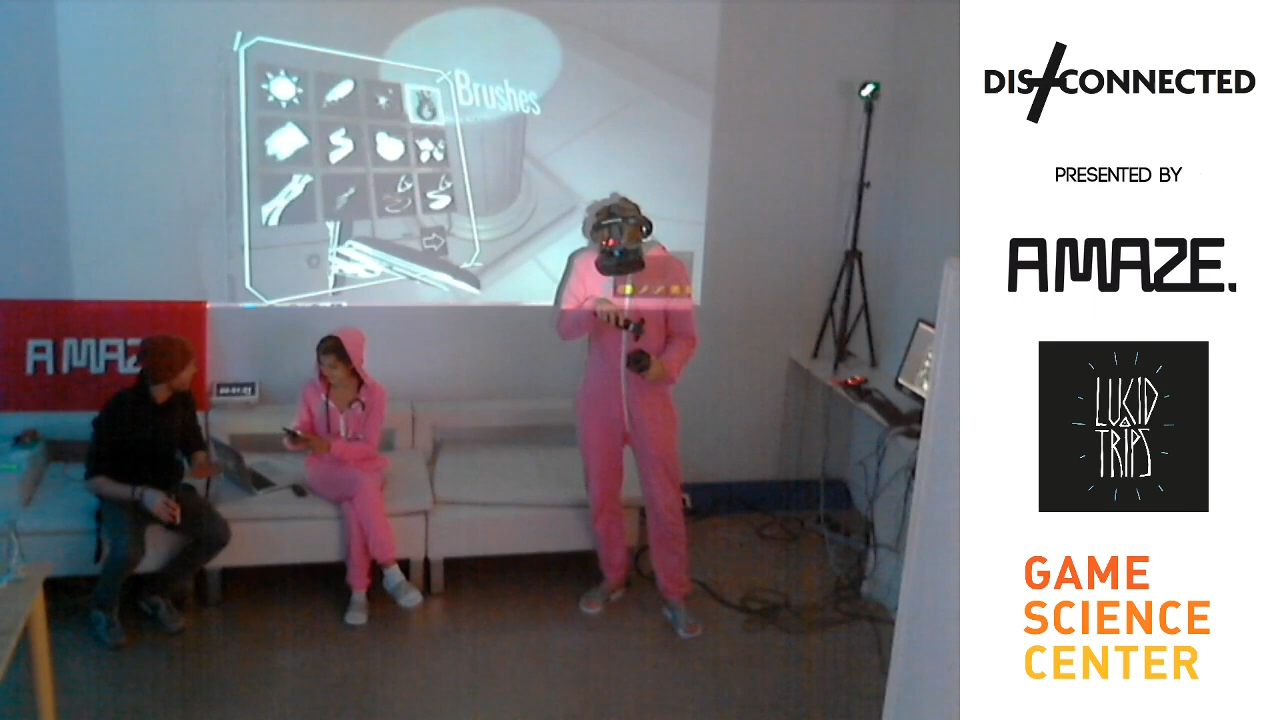 Brushes
A MAZ
DIS CONNECTED
PRESENTED BY
A MAZE.
LUCID
TRIPS
GAME
SCIENCE
CENTER